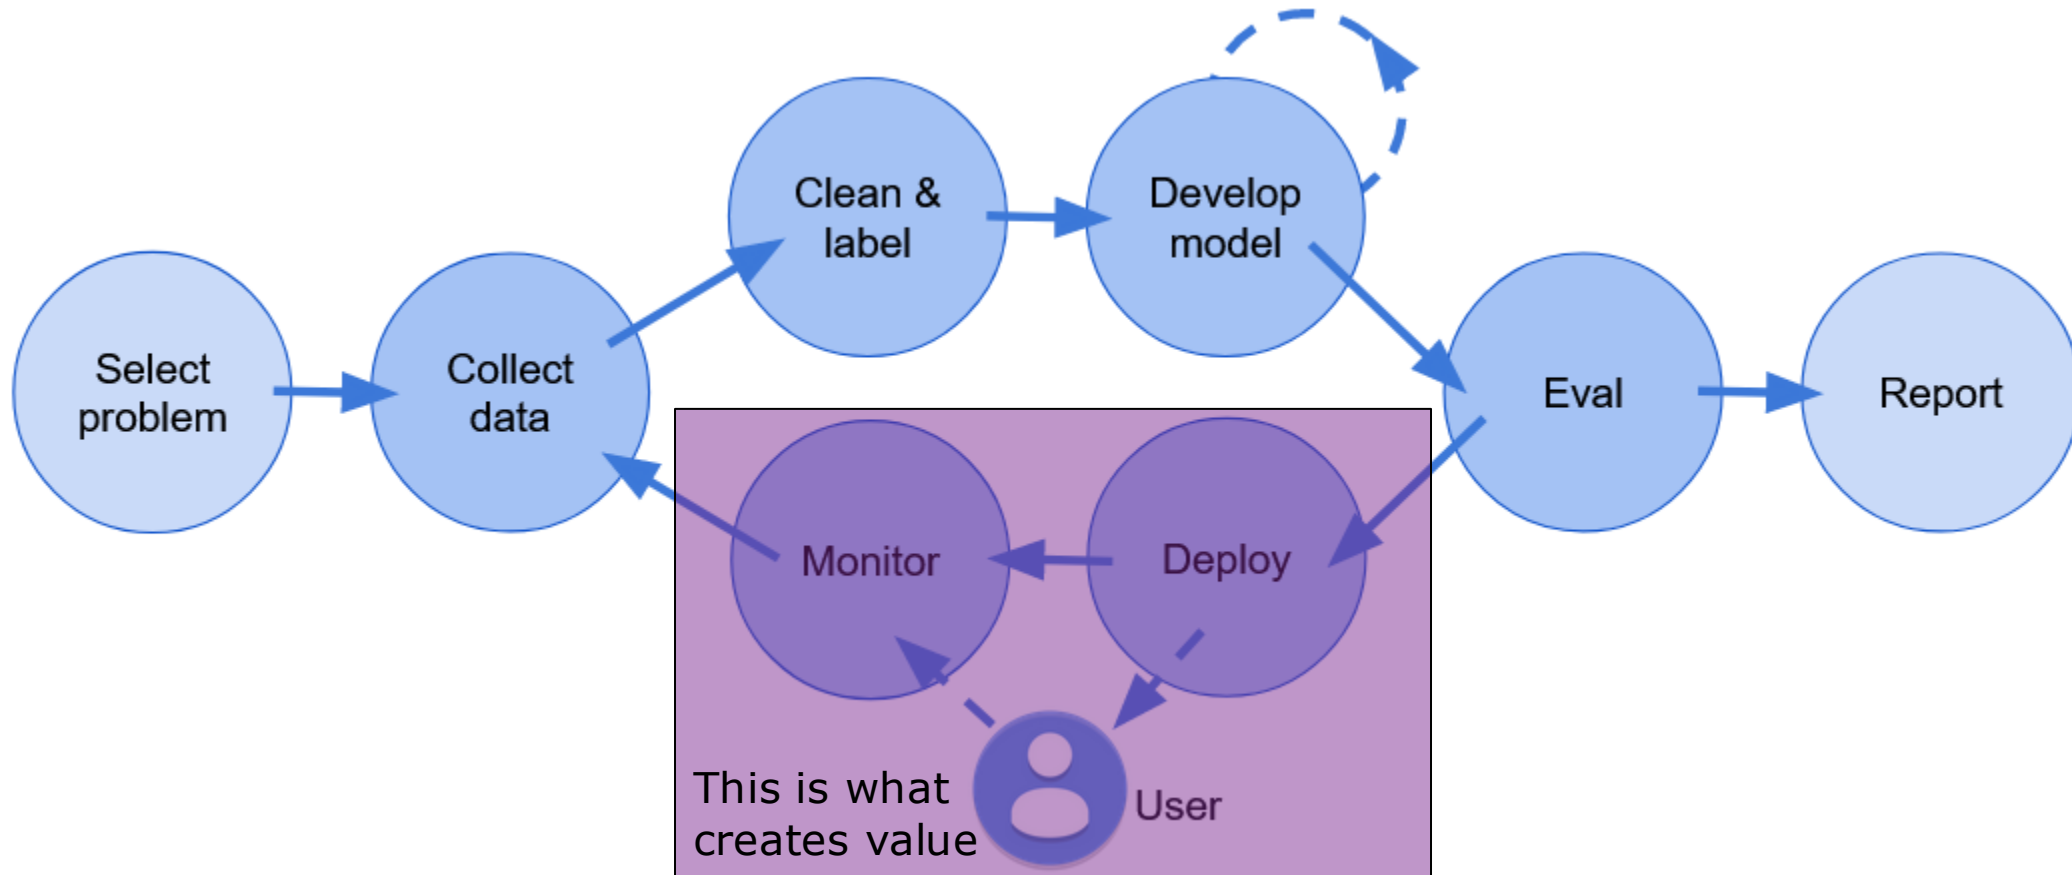 Select
problem
Collect
data
Clean &
label
Develop
model
Eval
Report
Deploy
Monitor
User
This is what
creates value